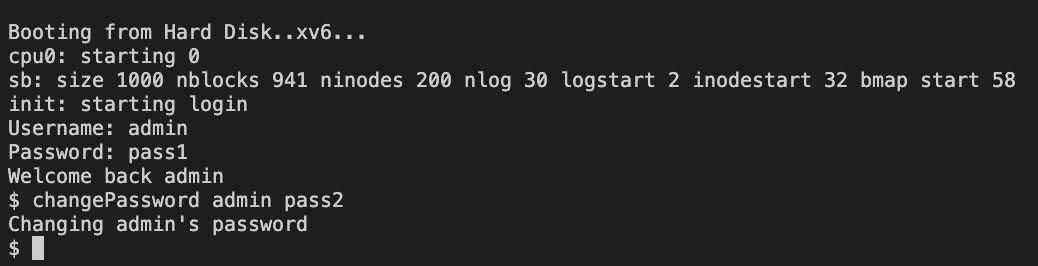 Booting from Hard Disk..xv6...
cpu0: starting 0
sb: size 1000 nblocks 941 ninodes 200 nlog 30 logstart 2 inodestart 32 bmap start 58
init: starting login
Username: admin
Password: pass1
Welcome back admin
$ changePassword admin pass2
Changing admin's password
$